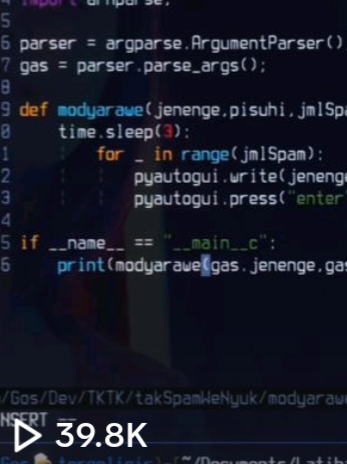 4 import argparse,
5
6 parser = argparse.ArgumentParser()
7 gas = parser.parse_args();
8
9 def modyarawe(jenenge,pisuhi,jmlSpa
0 time.sleep(3):
1 for _ in range(jmlSpam):
2 pyautogui.write(jenenge
3 pyautogui.press("enter
4
5 if __name__ == "__main__c":
6 print(modyarawe(gas.jenenge,gas
/Gos/Dev/TKTK/takSpamWeNyuk/modyarawe
NSERT --
39.8K